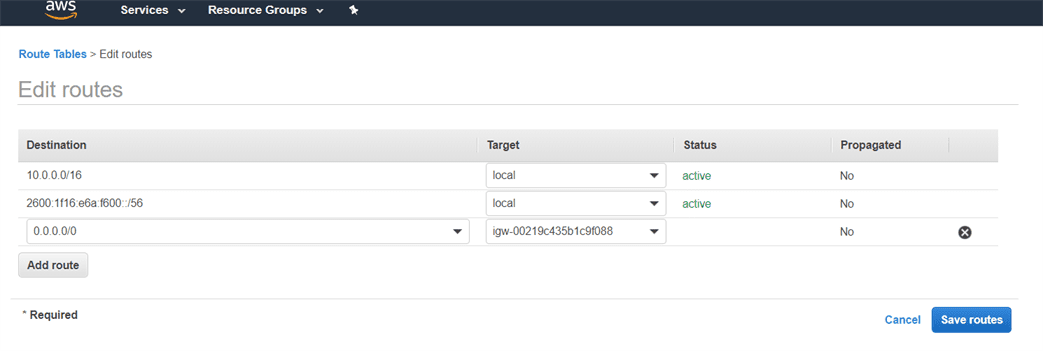 aws Services Resource Groups
Route Tables > Edit routes
Edit routes
Destination Target Status Propagated
10.0.0.0/16 local active No
2600:1f16:e6a:f600::/56 local active No
0.0.0.0/0 igw-00219c435b1c9f088 No
Add route
* Required Cancel Save routes